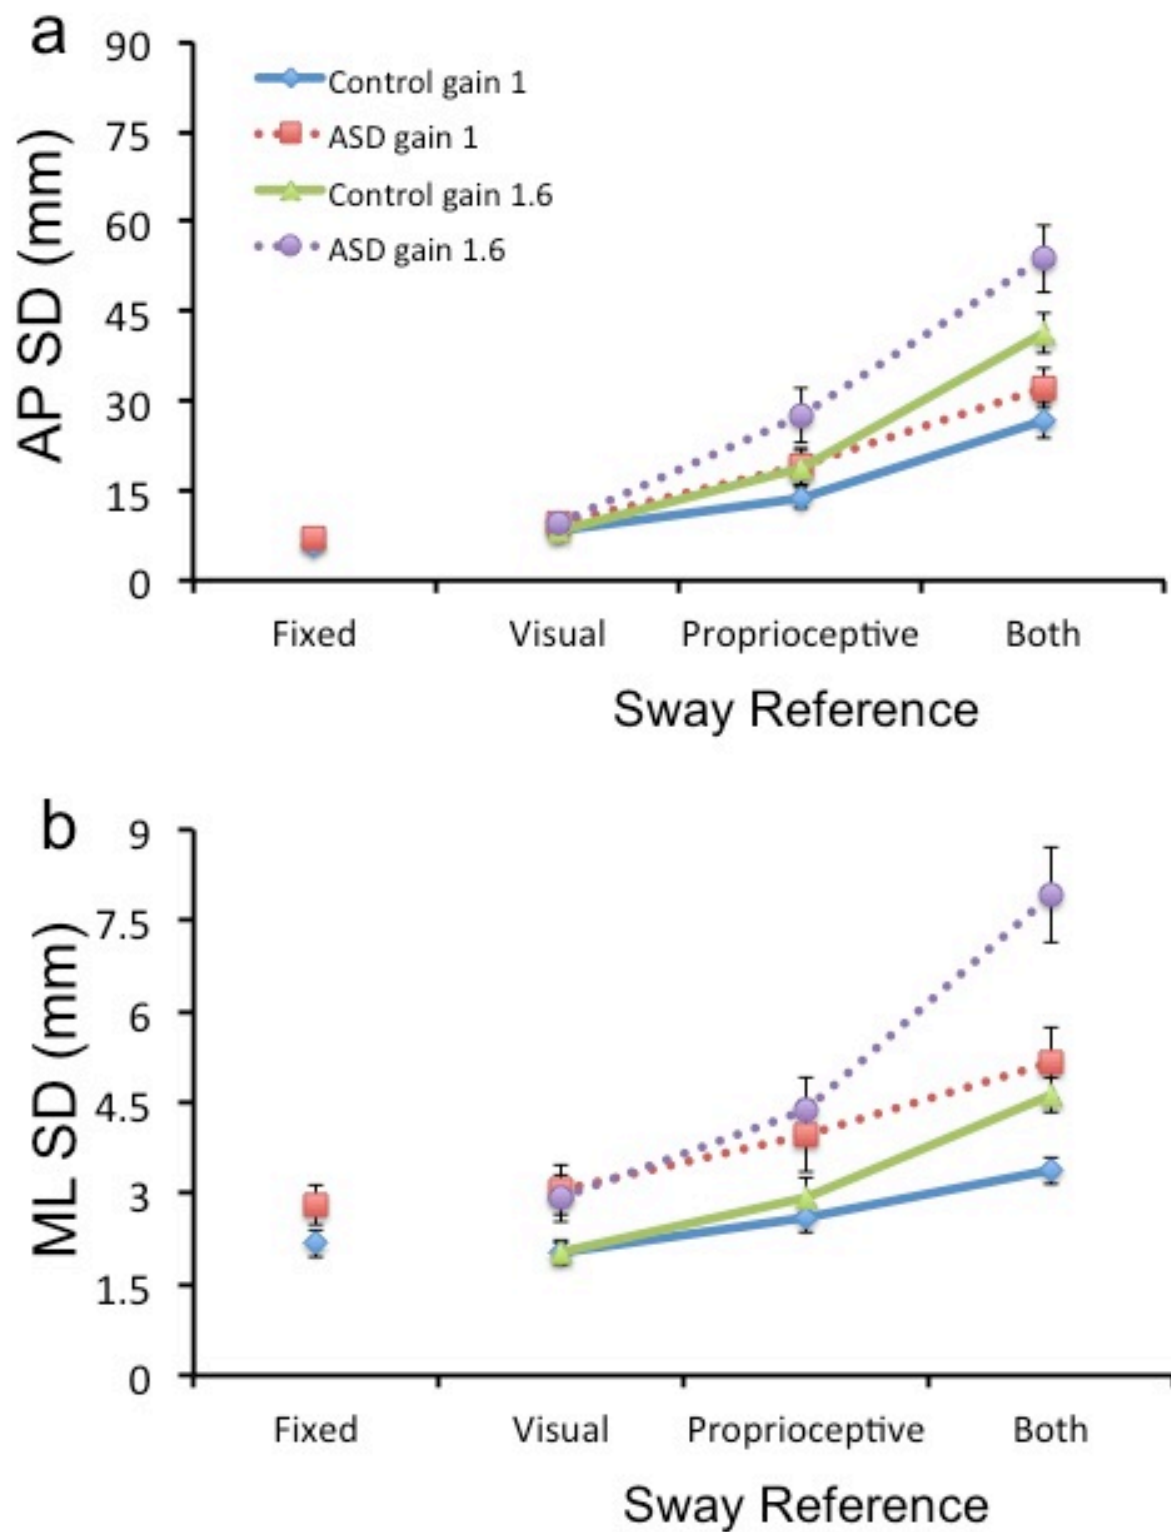 a
90
75
60
45
30
15
0
AP SD (mm)
Control gain 1
ASD gain 1
Control gain 1.6
ASD gain 1.6
Fixed Visual Proprioceptive Both
Sway Reference
b
9
7.5
6
4.5
3
1.5
0
ML SD (mm)
Fixed Visual Proprioceptive Both
Sway Reference